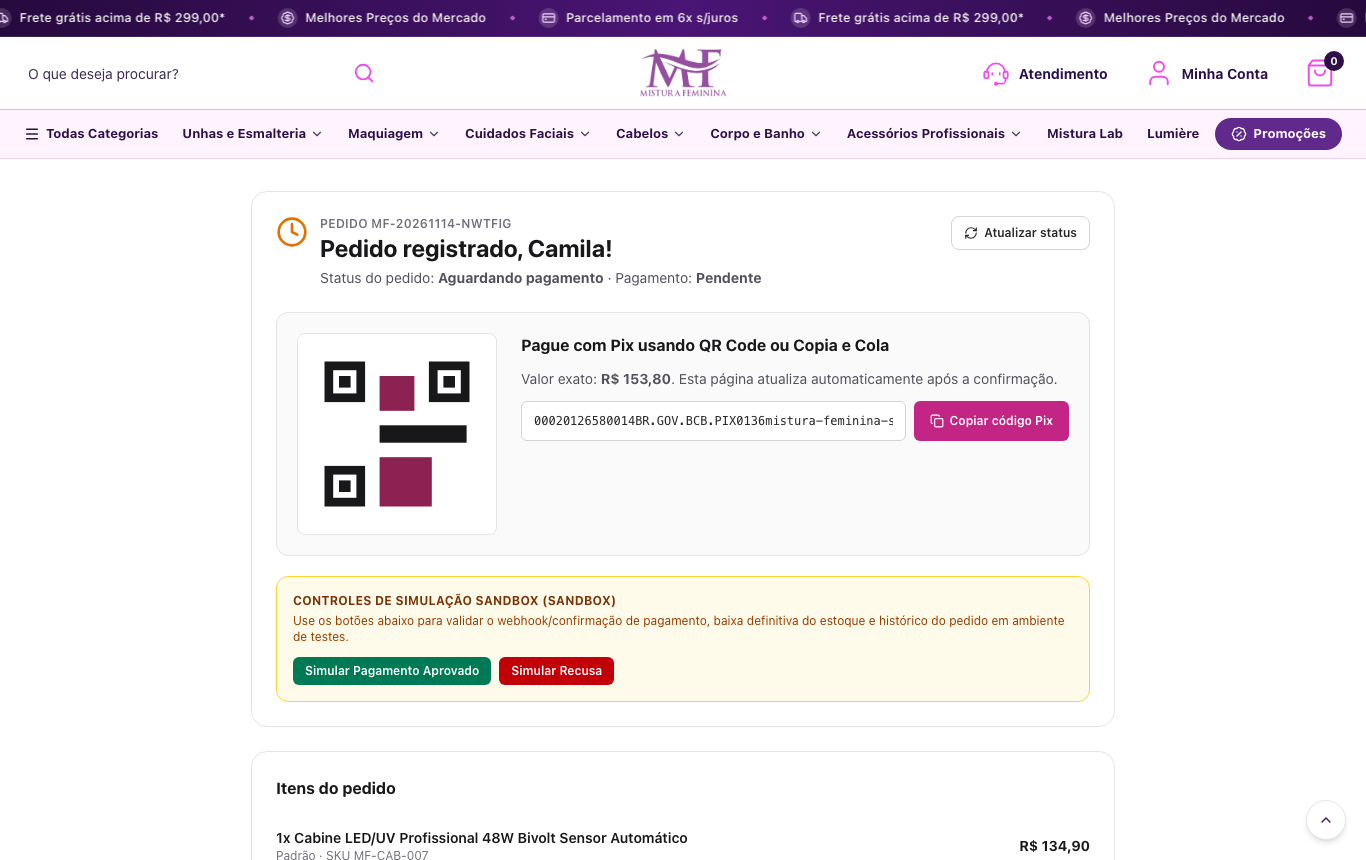 Frete grátis acima de R$ 299,00* • Melhores Preços do Mercado • Parcelamento em 6x s/juros • Frete grátis acima de R$ 299,00* • Melhores Preços do Mercado •
O que deseja procurar?
MF
MISTURA FEMININA
Atendimento
Minha Conta
0
Todas Categorias
Unhas e Esmalteria
Maquiagem
Cuidados Faciais
Cabelos
Corpo e Banho
Acessórios Profissionais
Mistura Lab
Lumière
Promoções
PEDIDO MF-20261114-NWTFIG
Pedido registrado, Camila!
Status do pedido: Aguardando pagamento · Pagamento: Pendente
Atualizar status
Pague com Pix usando QR Code ou Copia e Cola
Valor exato: R$ 153,80. Esta página atualiza automaticamente após a confirmação.
00020126580014BR.GOV.BCB.PIX0136mistura-feminina-s
Copiar código Pix
CONTROLES DE SIMULAÇÃO SANDBOX (SANDBOX)
Use os botões abaixo para validar o webhook/confirmação de pagamento, baixa definitiva do estoque e histórico do pedido em ambiente
de testes.
Simular Pagamento Aprovado
Simular Recusa
Itens do pedido
1x Cabine LED/UV Profissional 48W Bivolt Sensor Automático
Padrão · SKU MF-CAB-007
R$ 134,90